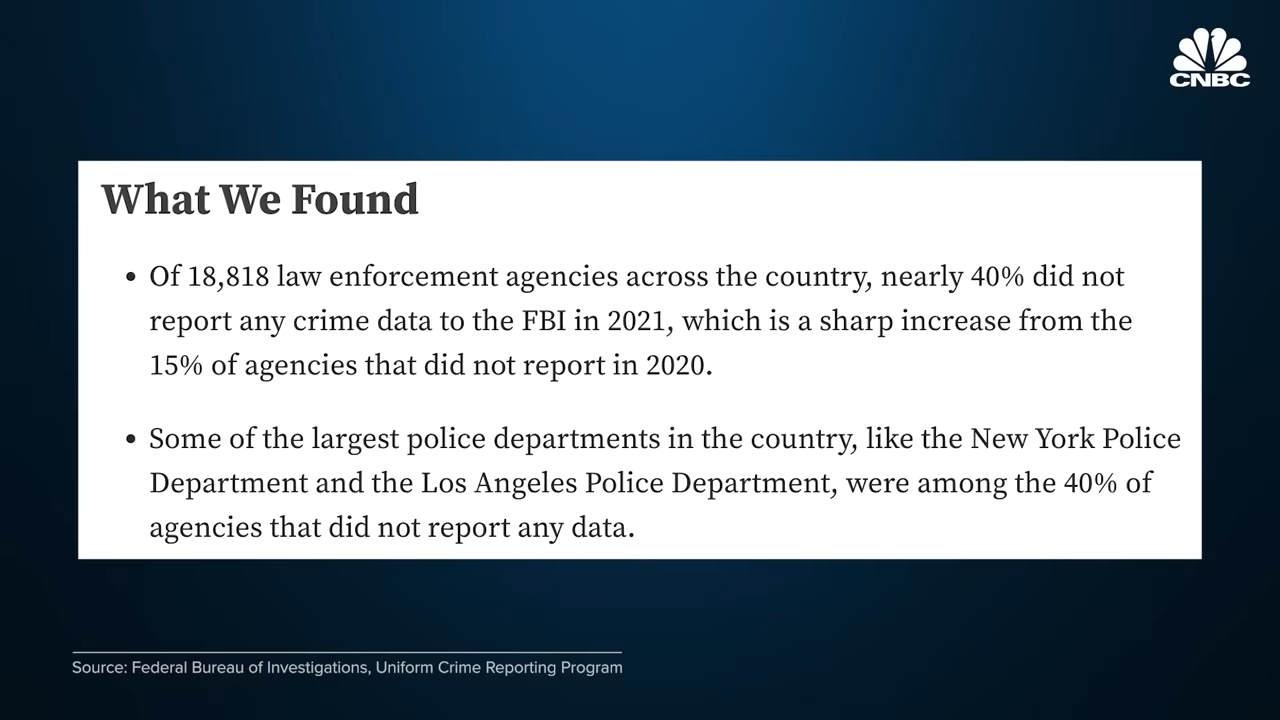 CNBC
What We Found
• Of 18,818 law enforcement agencies across the country, nearly 40% did not
report any crime data to the FBI in 2021, which is a sharp increase from the
15% of agencies that did not report in 2020.
• Some of the largest police departments in the country, like the New York Police
Department and the Los Angeles Police Department, were among the 40% of
agencies that did not report any data.
Source: Federal Bureau of Investigations, Uniform Crime Reporting Program